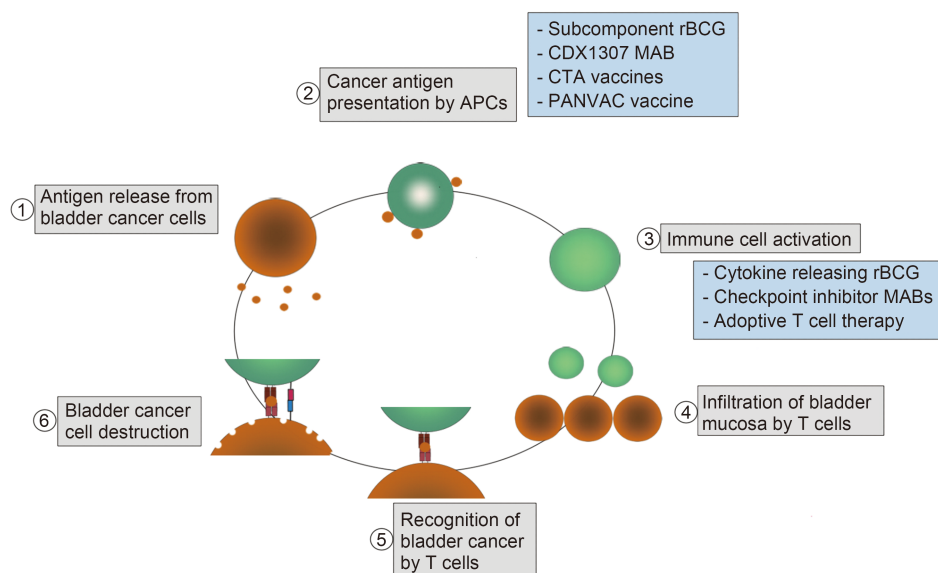 ① Antigen release from
bladder cancer cells
② Cancer antigen
presentation by APCs
- Subcomponent rBCG
- CDX1307 MAB
- CTA vaccines
- PANVAC vaccine
③ Immune cell activation
- Cytokine releasing rBCG
- Checkpoint inhibitor MABs
- Adoptive T cell therapy
④ Infiltration of bladder
mucosa by T cells
⑤ Recognition of
bladder cancer
by T cells
⑥ Bladder cancer
cell destruction